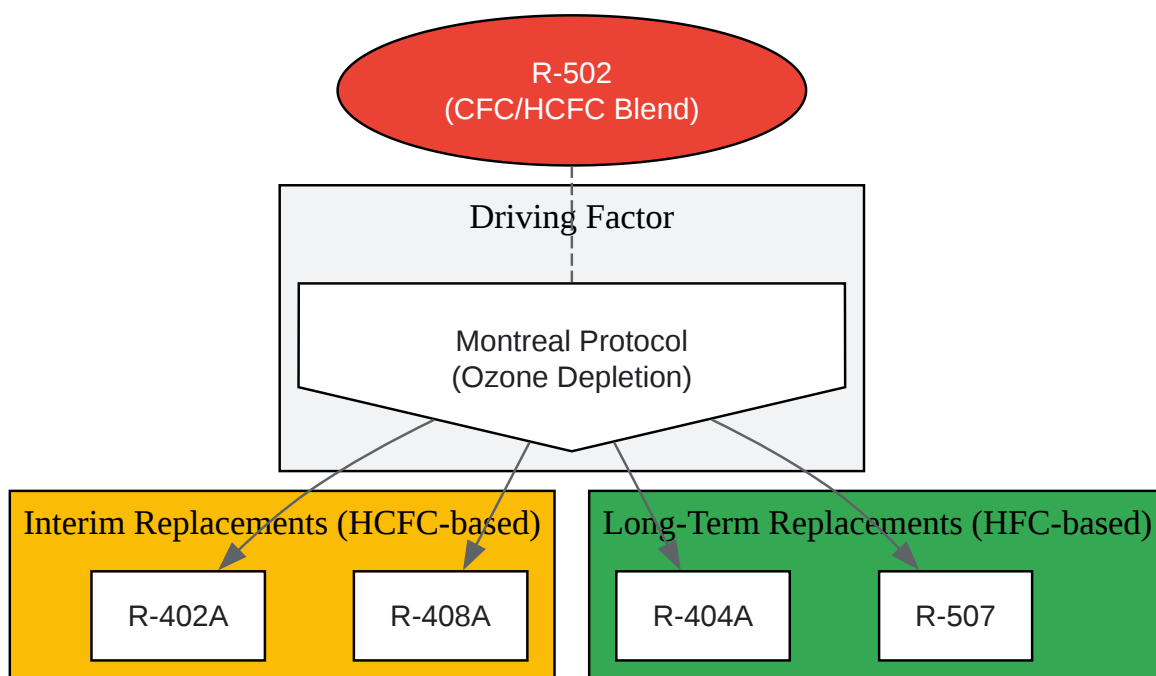 R-502
(CFC/HCFC Blend)
Driving Factor
Montreal Protocol
(Ozone Depletion)
Interim Replacements (HCFC-based)
Long-Term Replacements (HFC-based)
R-402A
R-408A
R-404A
R-507